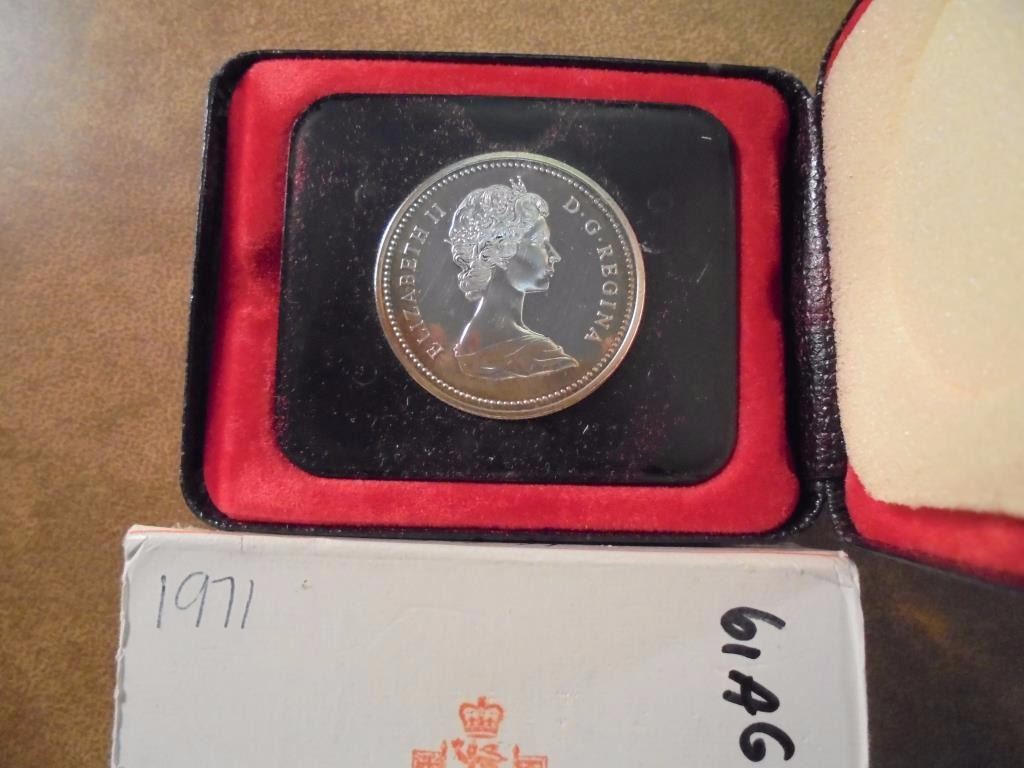 ELIZABETH II D·G·REGINA
1971
61AG